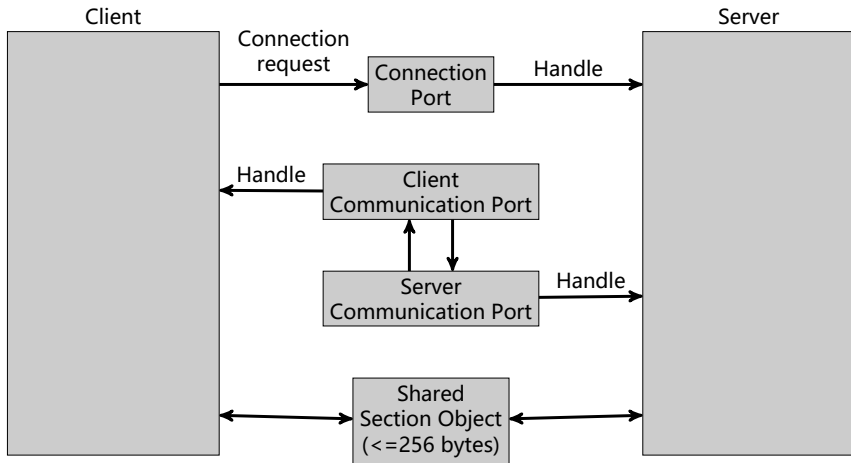 Client
Server
Connection
request
Connection
Port
Handle
Handle
Client
Communication Port
Server
Communication Port
Handle
Shared
Section Object
(<=256 bytes)